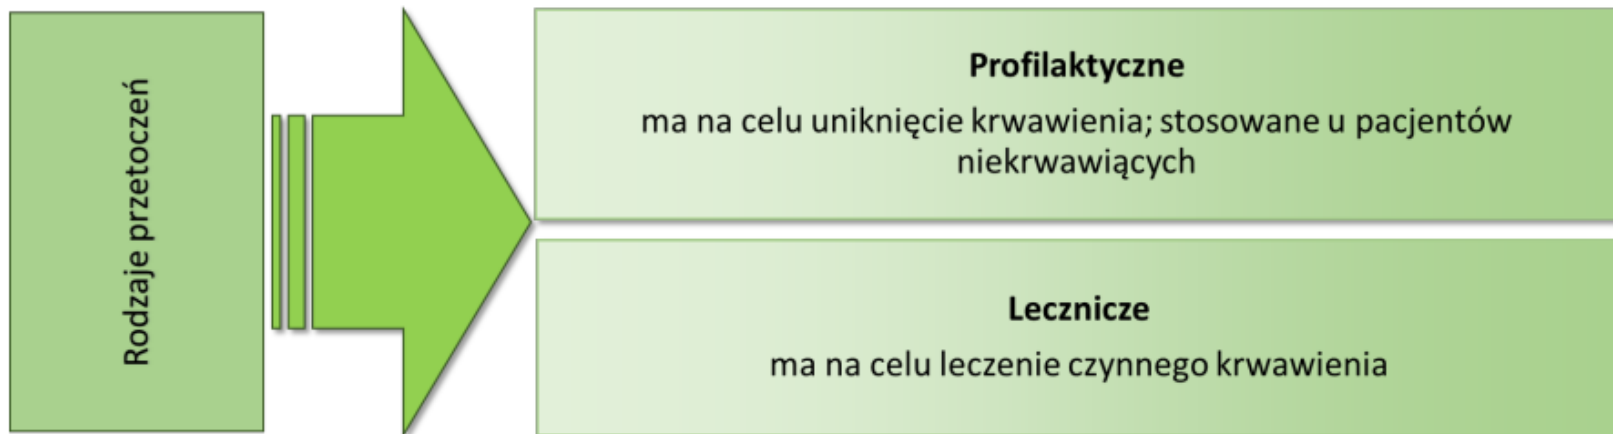 Rodzaje przetoczeń
Profilaktyczne
ma na celu uniknięcie krwawienia; stosowane u pacjentów
niekrwawiących
Lecznicze
ma na celu leczenie czynnego krwawienia